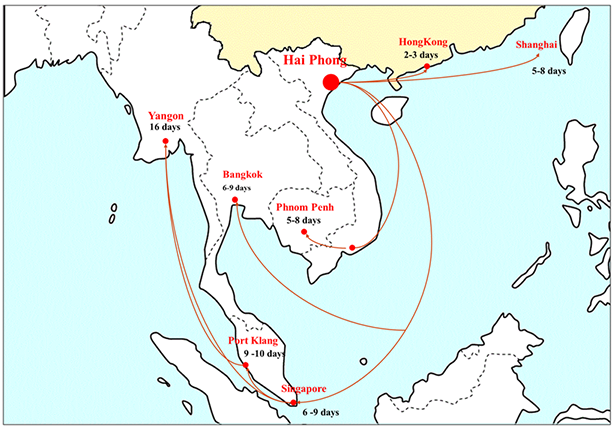 HongKong
2-3 days
Shanghai
5-8 days
Hai Phong
Yangon
16 days
Bangkok
6-9 days
Phnom Penh
5-8 days
Port Klang
9 -10 days
Singapore
6 -9 days